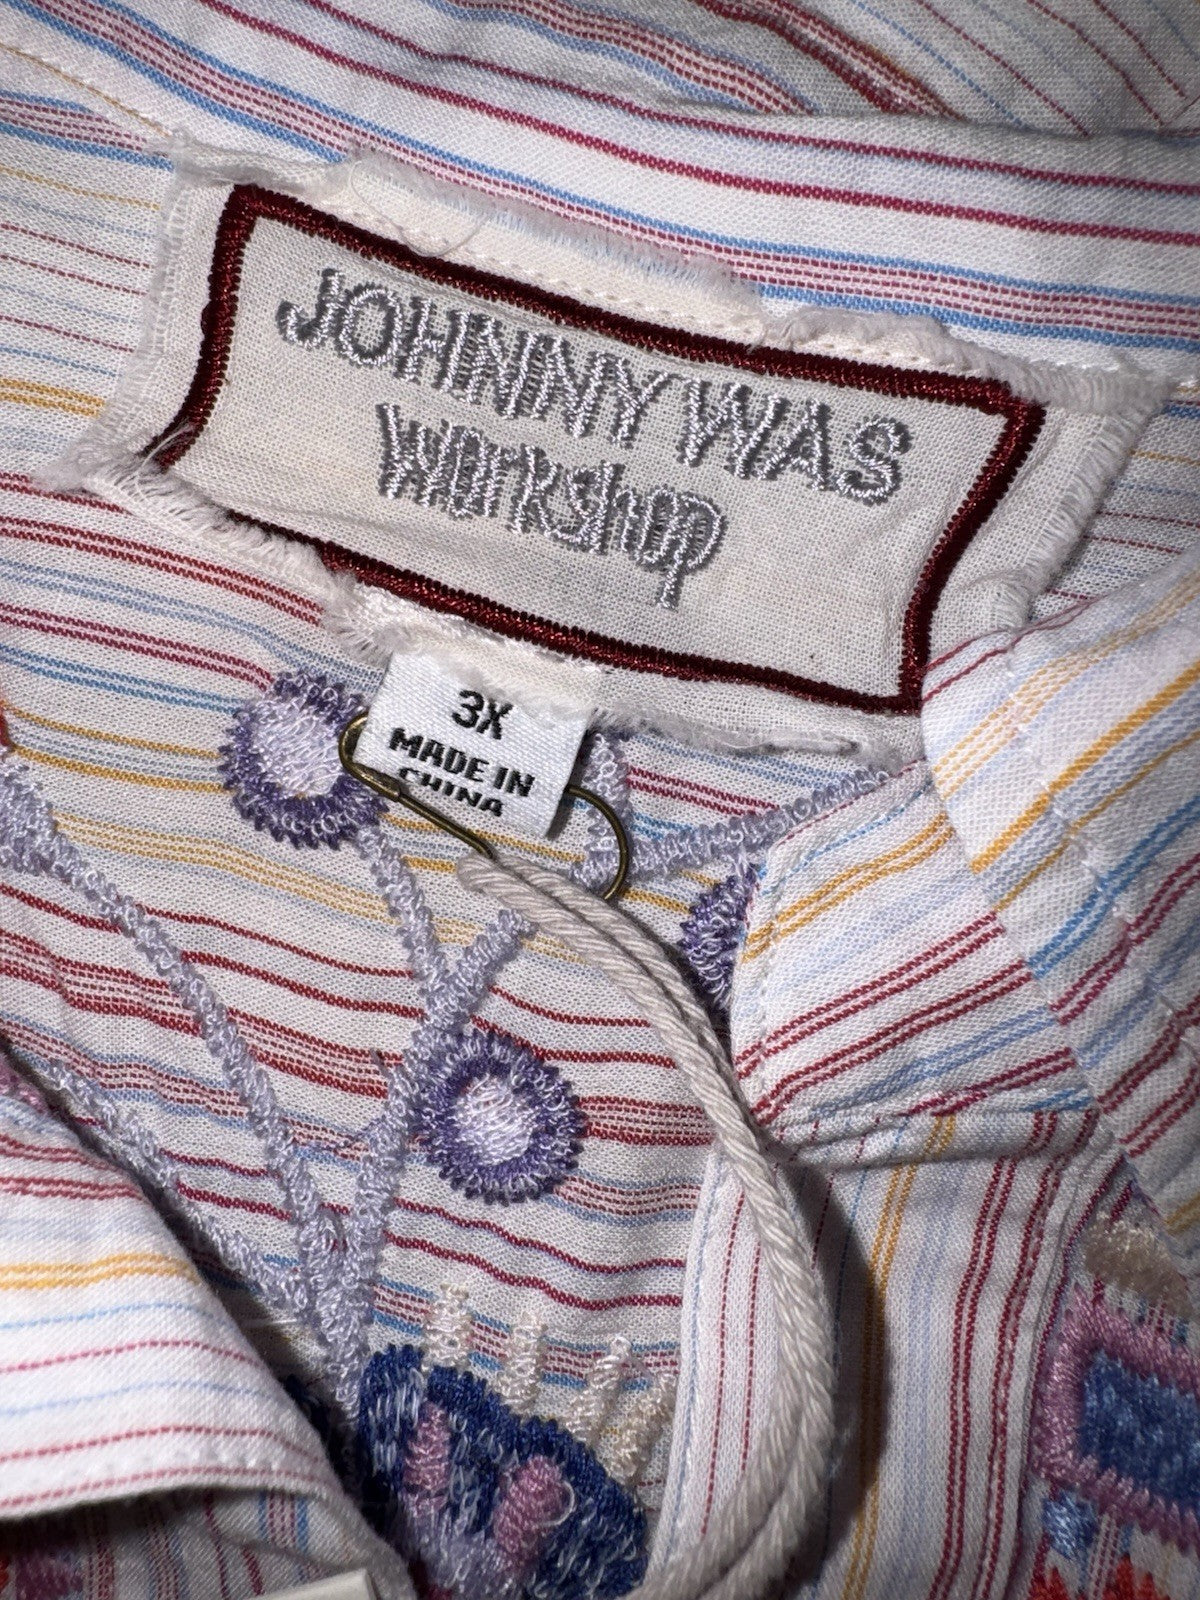 JOHNNY WAS
workshop
3X
MADE IN
CHINA